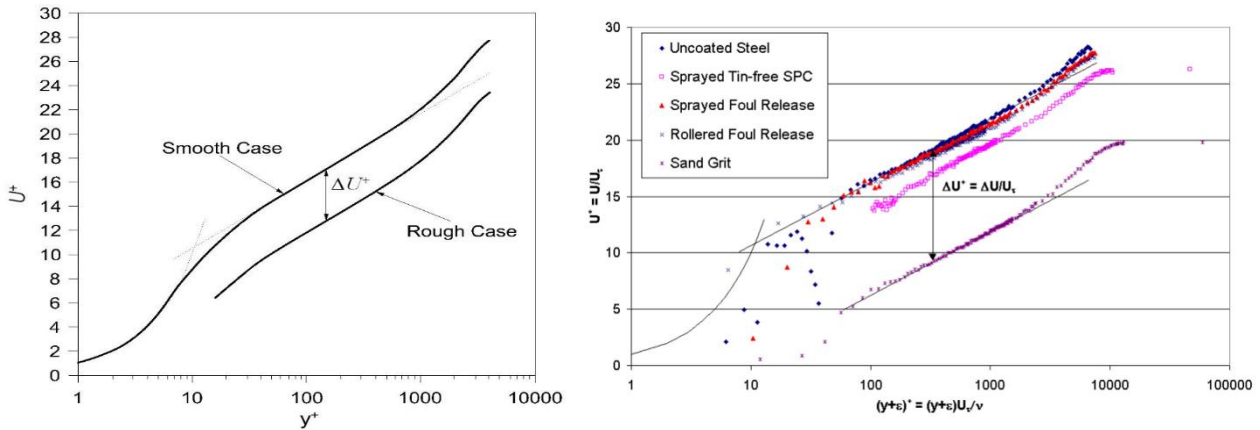 30
28
26
24
22
20
18
16
14
12
10
8
6
4
2
0
U⁺
Smooth Case
ΔU⁺
Rough Case
1
10
100
1000
10000
y⁺
30
25
20
15
10
5
0
U⁺ = U/Uτ
Uncoated Steel
Sprayed Tin-free SPC
Sprayed Foul Release
Rollered Foul Release
Sand Grit
ΔU⁺ = ΔU/Uτ
1
10
100
1000
10000
100000
(y+ε)⁺ = (y+ε)Uτ/ν